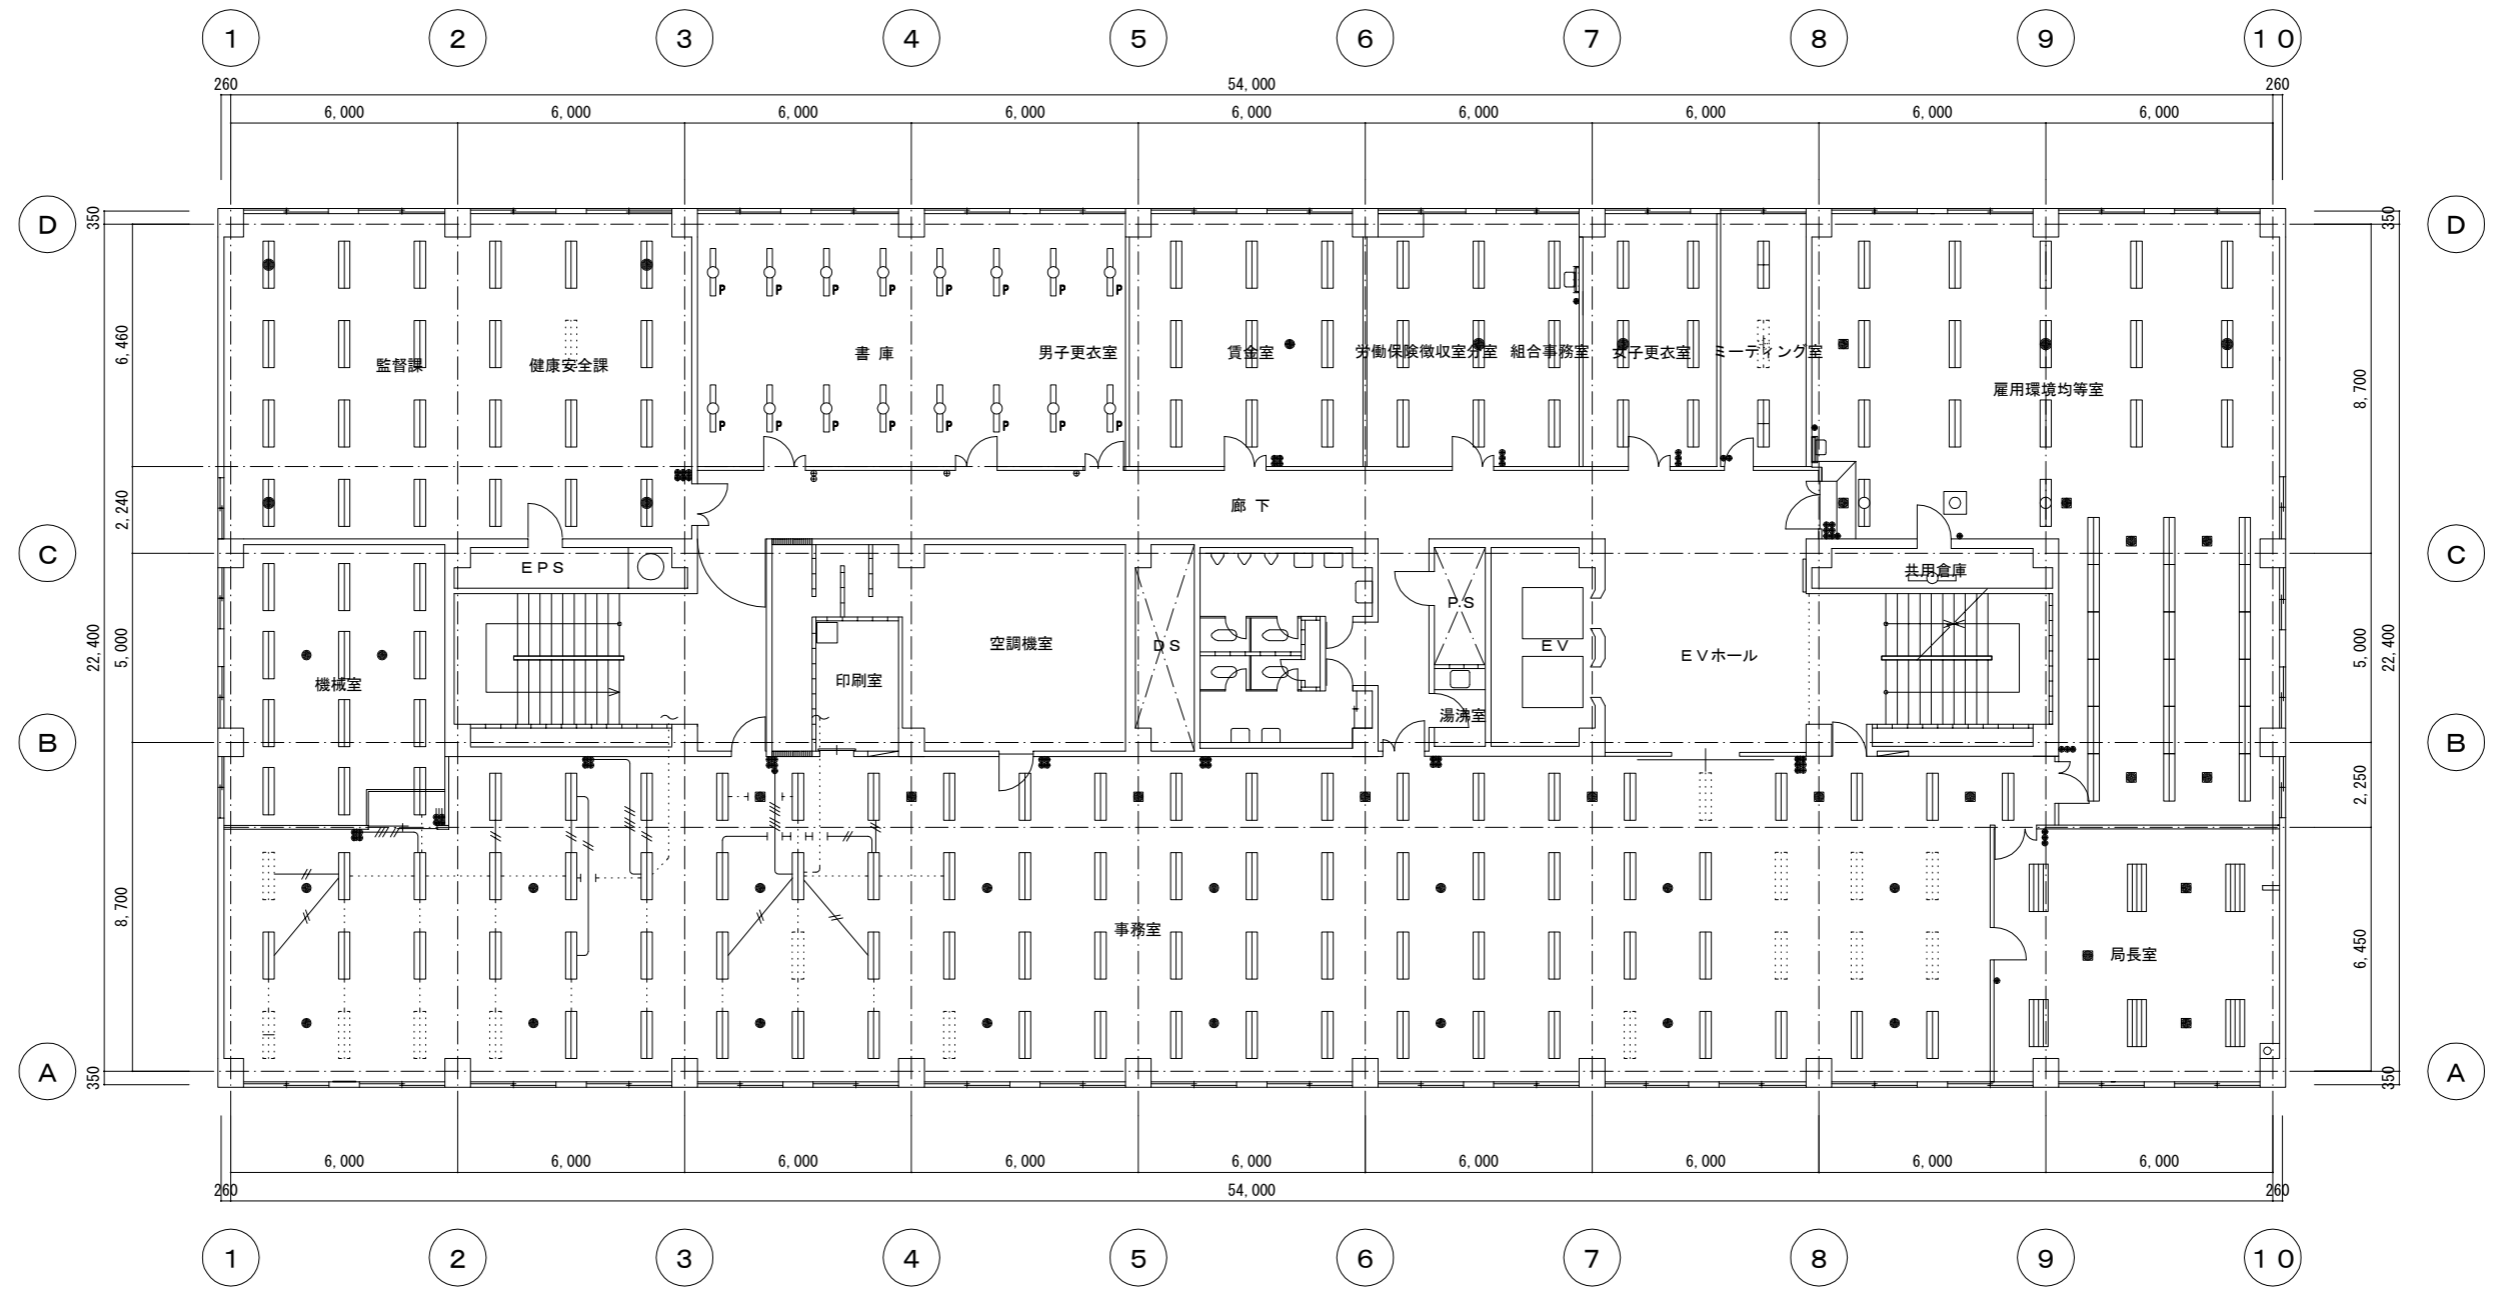 １ ２ ３ ４ ５ ６ ７ ８ ９ １０
260 54,000 260
6,000 6,000 6,000 6,000 6,000 6,000 6,000 6,000 6,000
D 350 350 D
P P P P P P P P
6,460
監督課 健康安全課 書 庫 男子更衣室 賃金室 労働保険徴収室分室 組合事務室 女子更衣室 ミーティング室
雇用環境均等室
8,700
P P P P P P P P
2,240
廊 下
C C
EPS 共用倉庫
PS
22,400 5,000 機械室 印刷室 空調機室 DS EV EVホール 5,000 22,400
湯沸室
B B
2,250
8,700 事務室 局長室 6,450
A 350 350 A
6,000 6,000 6,000 6,000 6,000 6,000 6,000 6,000 6,000
260 54,000 260
１ ２ ３ ４ ５ ６ ７ ８ ９ １０